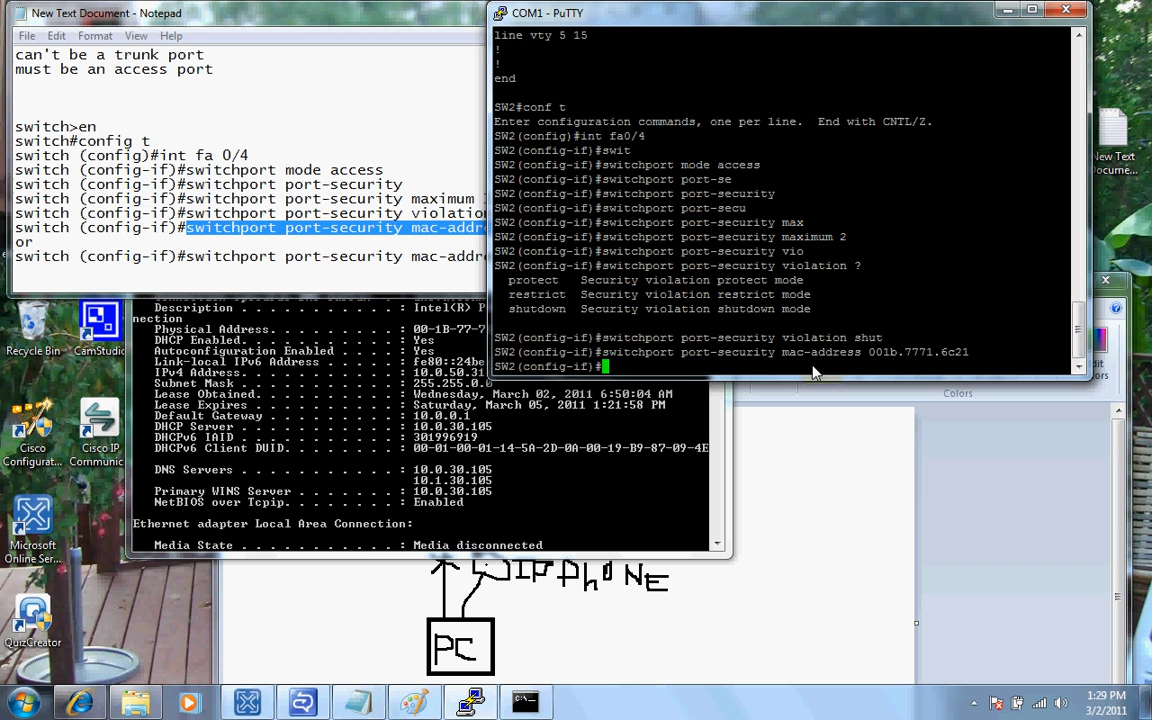 New Text Document - Notepad
File Edit Format View Help
can't be a trunk port
must be an access port
switch>en
switch#config t
switch (config)#int fa 0/4
switch (config-if)#switchport mode access
switch (config-if)#switchport port-security
switch (config-if)#switchport port-security maximum
switch (config-if)#switchport port-security violation
switch (config-if)#switchport port-security mac-addre
or
switch (config-if)#switchport port-security mac-addre
COM1 - PuTTY
line vty 5 15
!
!
end
SW2#conf t
Enter configuration commands, one per line. End with CNTL/Z.
SW2(config)#int fa0/4
SW2(config-if)#swit
SW2(config-if)#switchport mode access
SW2(config-if)#switchport port-se
SW2(config-if)#switchport port-security
SW2(config-if)#switchport port-secu
SW2(config-if)#switchport port-security max
SW2(config-if)#switchport port-security maximum 2
SW2(config-if)#switchport port-security vio
SW2(config-if)#switchport port-security violation ?
protect Security violation protect mode
restrict Security violation restrict mode
shutdown Security violation shutdown mode
SW2(config-if)#switchport port-security violation shut
SW2(config-if)#switchport port-security mac-address 001b.7771.6c21
SW2(config-if)#
New Text
Docume...
Description . . . . . . . . . . . : Intel(R) P
nection
Physical Address. . . . . . . . . : 00-1B-77-7
DHCP Enabled. . . . . . . . . . . : Yes
Autoconfiguration Enabled . . . . : Yes
Link-local IPv6 Address . . . . . : fe80::24be
IPv4 Address. . . . . . . . . . . : 10.0.50.31
Subnet Mask . . . . . . . . . . . : 255.255.0.0
Lease Obtained. . . . . . . . . . : Wednesday, March 02, 2011 6:50:04 AM
Lease Expires . . . . . . . . . . : Saturday, March 05, 2011 1:21:58 PM
Default Gateway . . . . . . . . . : 10.0.0.1
DHCP Server . . . . . . . . . . . : 10.0.30.105
DHCPv6 IAID . . . . . . . . . . . : 301996919
DHCPv6 Client DUID. . . . . . . . : 00-01-00-01-14-5A-2D-0A-00-19-B9-87-09-4E
DNS Servers . . . . . . . . . . . : 10.0.30.105
10.1.30.105
Primary WINS Server . . . . . . . : 10.0.30.105
NetBIOS over Tcpip. . . . . . . . : Enabled
Ethernet adapter Local Area Connection:
Media State . . . . . . . . . . . : Media disconnected
Colors
Recycle Bin
CamStudio
Cisco
Configurat...
Cisco IP
Communic...
Microsoft
Online Ser...
QuizCreator
PHONE
PC
1:29 PM
3/2/2011